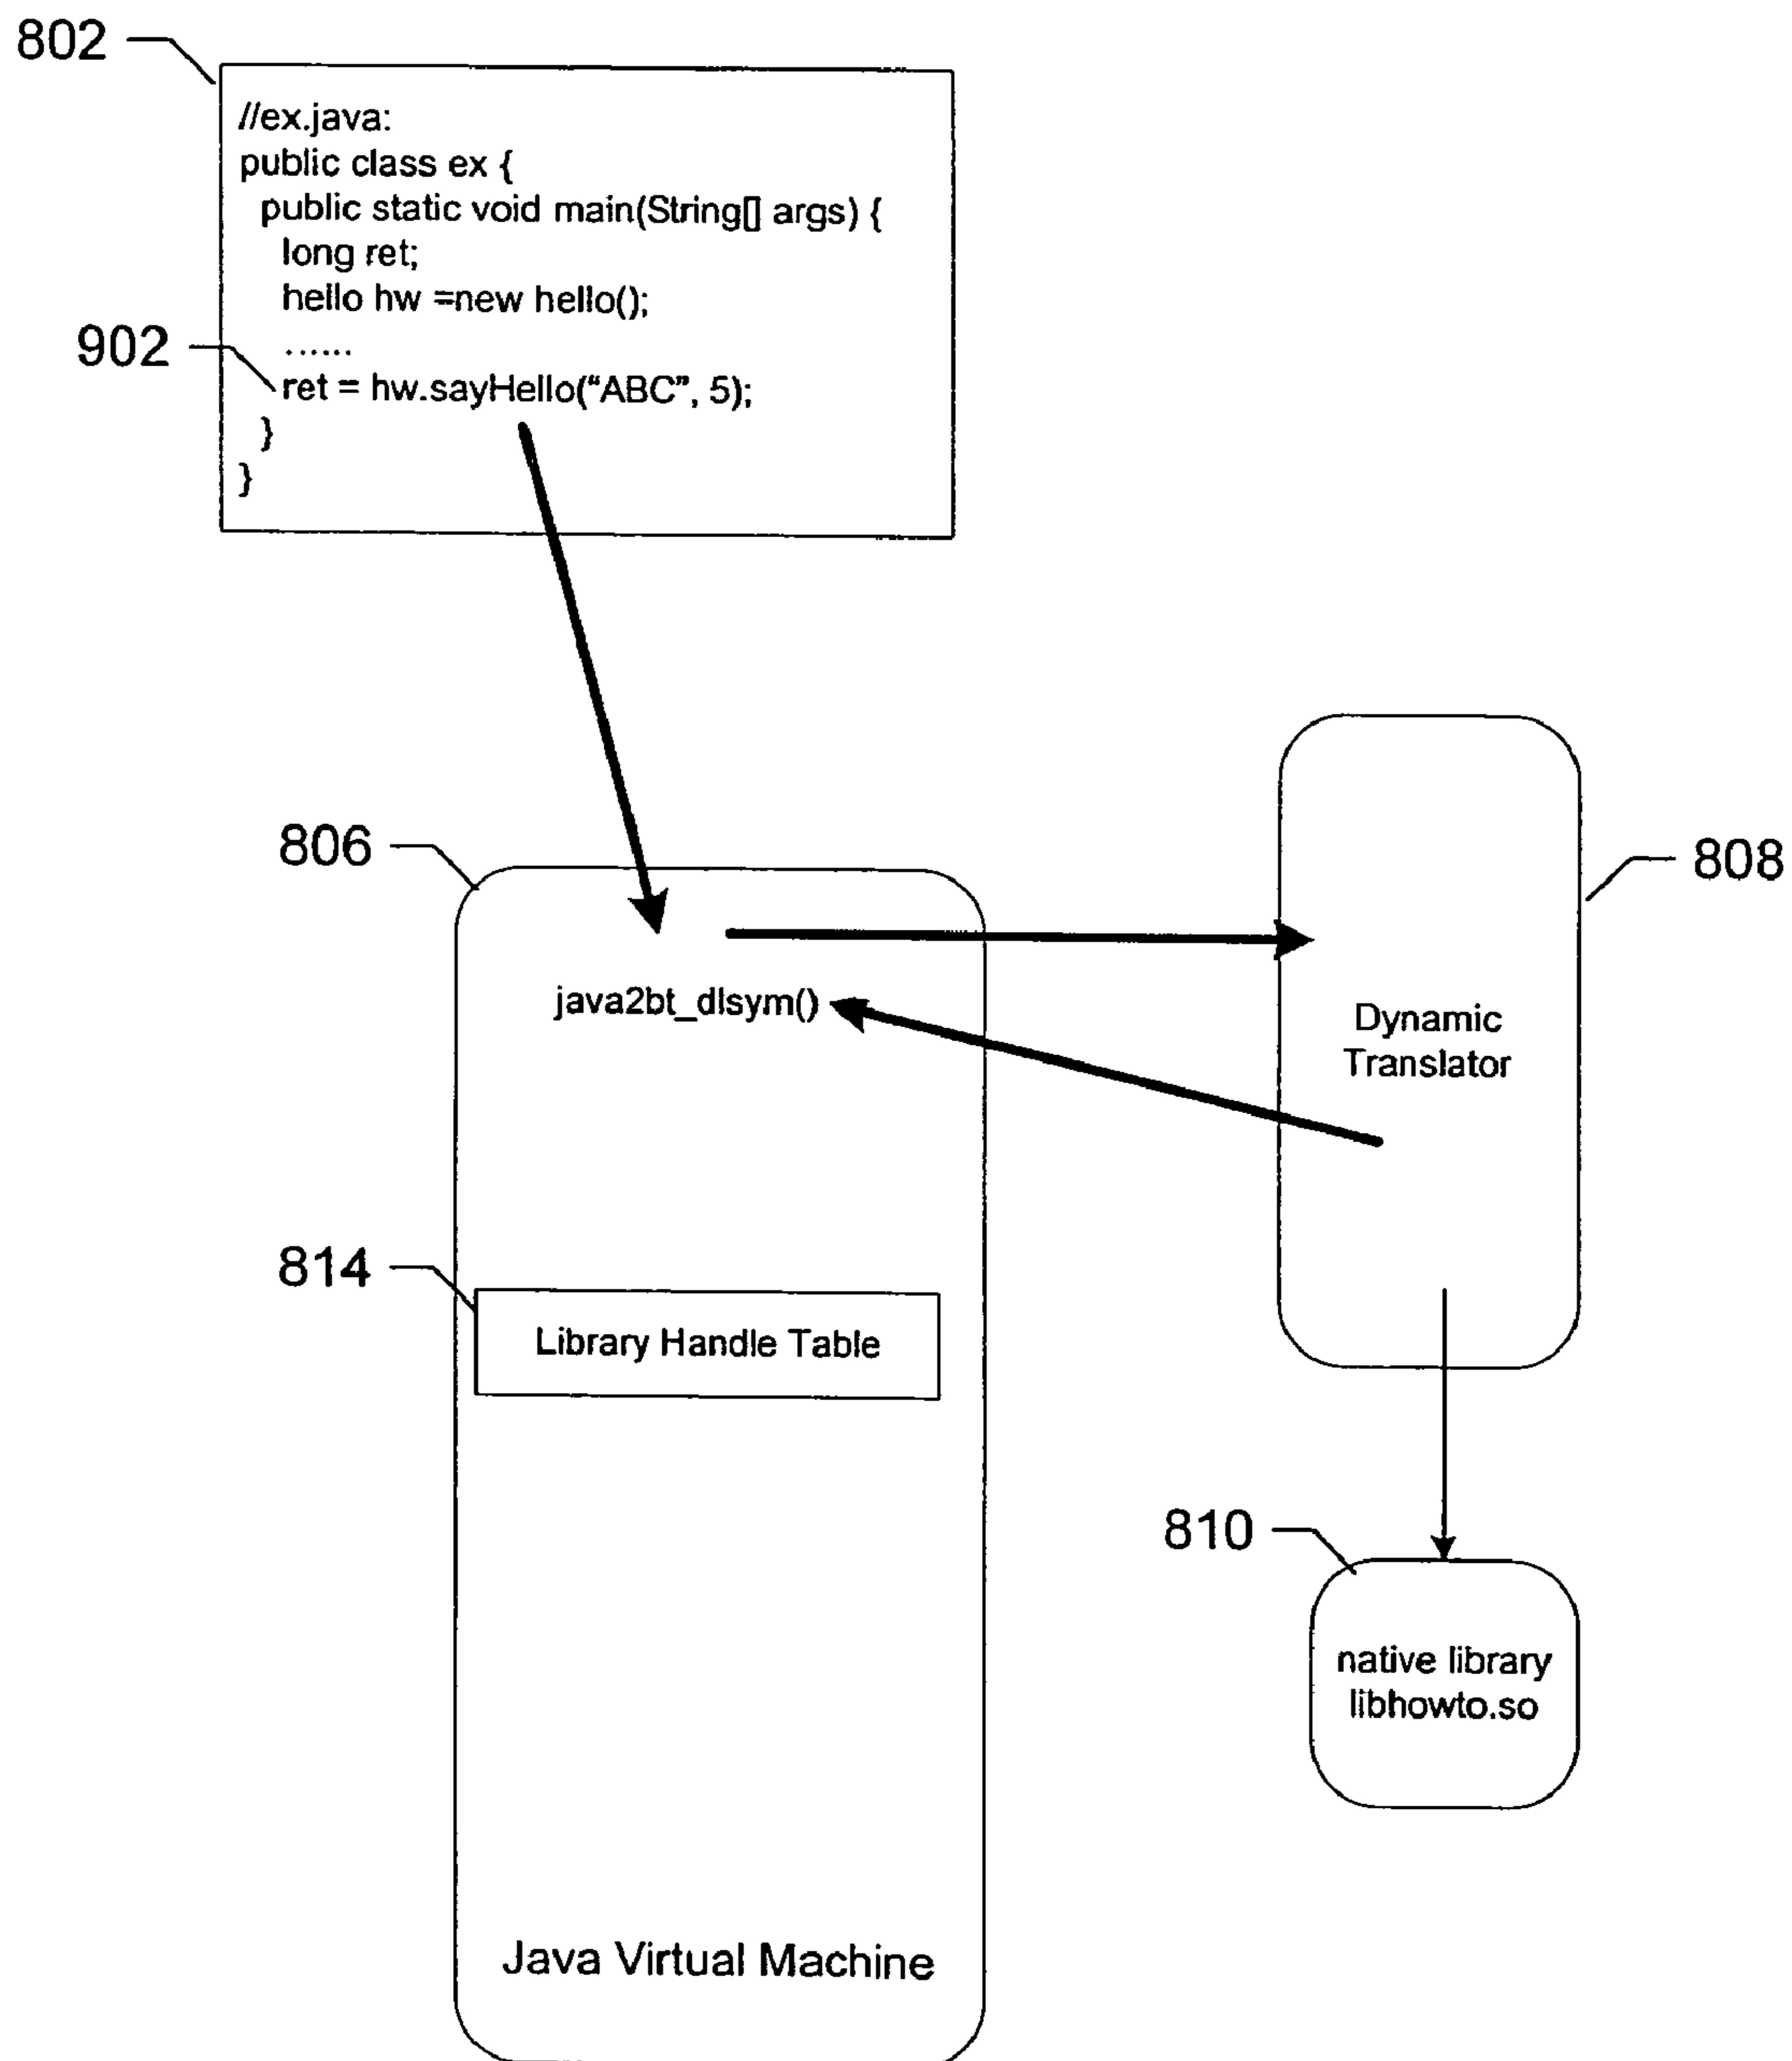 802
//ex.java:
public class ex {
public static void main(String[] args) {
long ret;
hello hw =new hello();
......
902
ret = hw.sayHello("ABC", 5);
}
}
806
808
java2bt_dlsym()
Dynamic
Translator
814
Library Handle Table
810
native library
libhowto.so
Java Virtual Machine